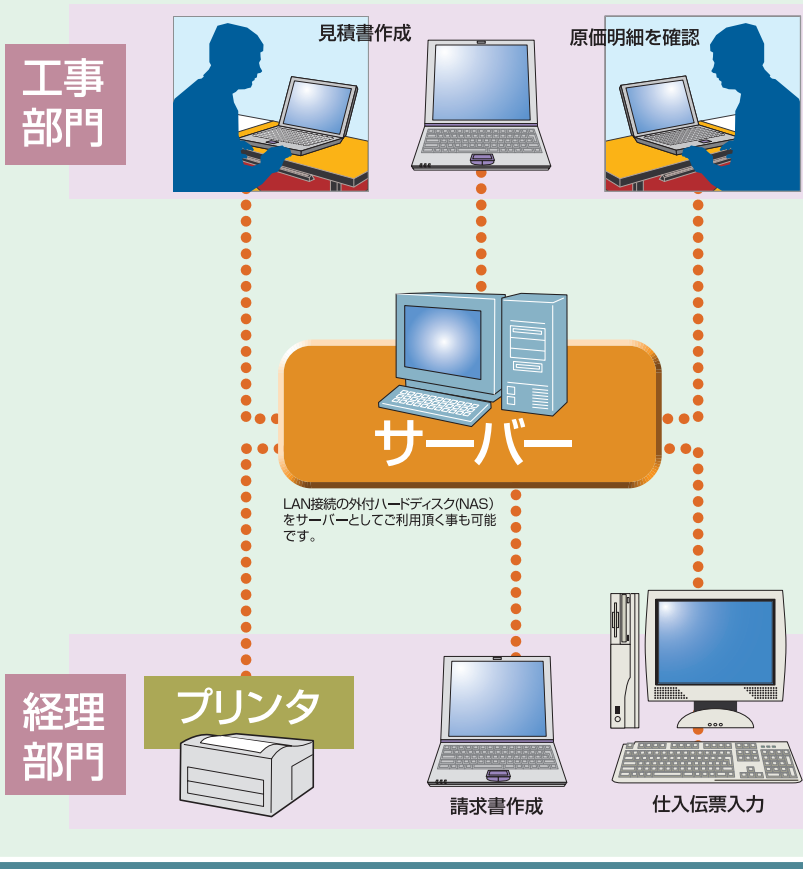 工事
部門
見積書作成
原価明細を確認
サーバー
LAN接続の外付ハードディスク(NAS)
をサーバーとしてご利用頂く事も可能
です。
経理
部門
プリンタ
請求書作成
仕入伝票入力